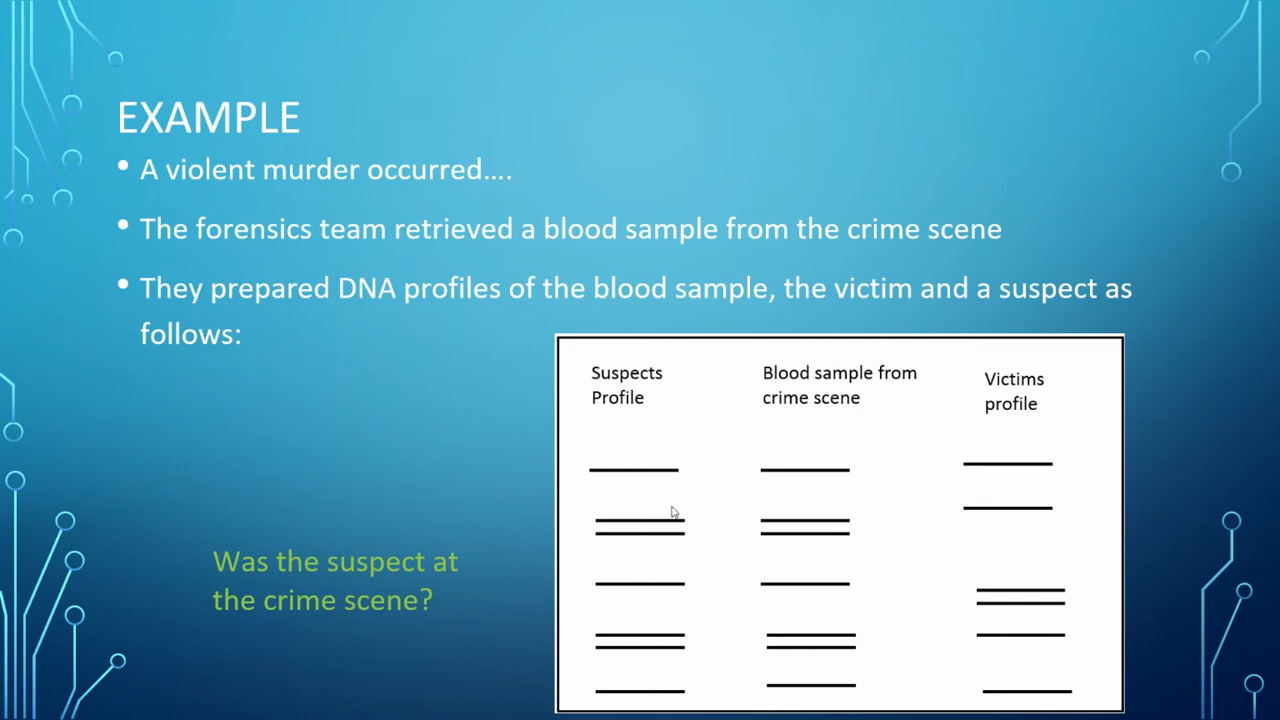 EXAMPLE
• A violent murder occurred....
• The forensics team retrieved a blood sample from the crime scene
• They prepared DNA profiles of the blood sample, the victim and a suspect as
follows:
Suspects
Profile
Blood sample from
crime scene
Victims
profile
Was the suspect at
the crime scene?